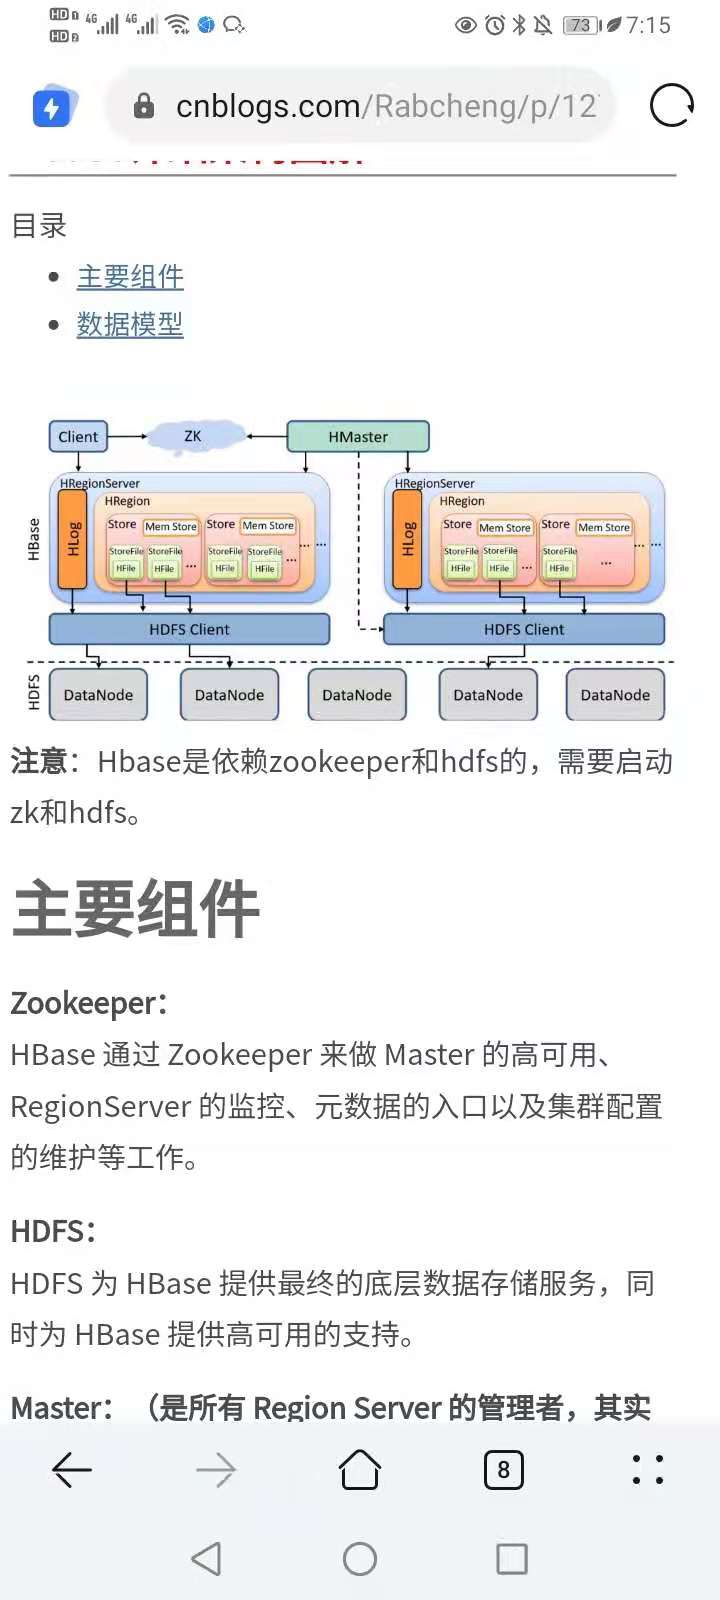 HD 1 4G 4G
HD 2
73 7:15
cnblogs.com/Rabcheng/p/12
目录
主要组件
数据模型
Client
ZK
HMaster
HBase
HRegionServer
HRegion
HLog
Store
Mem Store
Store
Mem Store
StoreFile
StoreFile
StoreFile
StoreFile
HFile
HFile
...
HFile
HFile
...
...
...
HDFS Client
HRegionServer
HRegion
HLog
Store
Mem Store
Store
Mem Store
StoreFile
StoreFile
StoreFile
HFile
HFile
...
HFile
...
...
...
HDFS Client
HDFS
DataNode
DataNode
DataNode
DataNode
DataNode
注意：Hbase是依赖zookeeper和hdfs的，需要启动
zk和hdfs。
主要组件
Zookeeper：
HBase 通过 Zookeeper 来做 Master 的高可用、
RegionServer 的监控、元数据的入口以及集群配置
的维护等工作。
HDFS：
HDFS 为 HBase 提供最终的底层数据存储服务，同
时为 HBase 提供高可用的支持。
Master：（是所有 Region Server 的管理者，其实
8